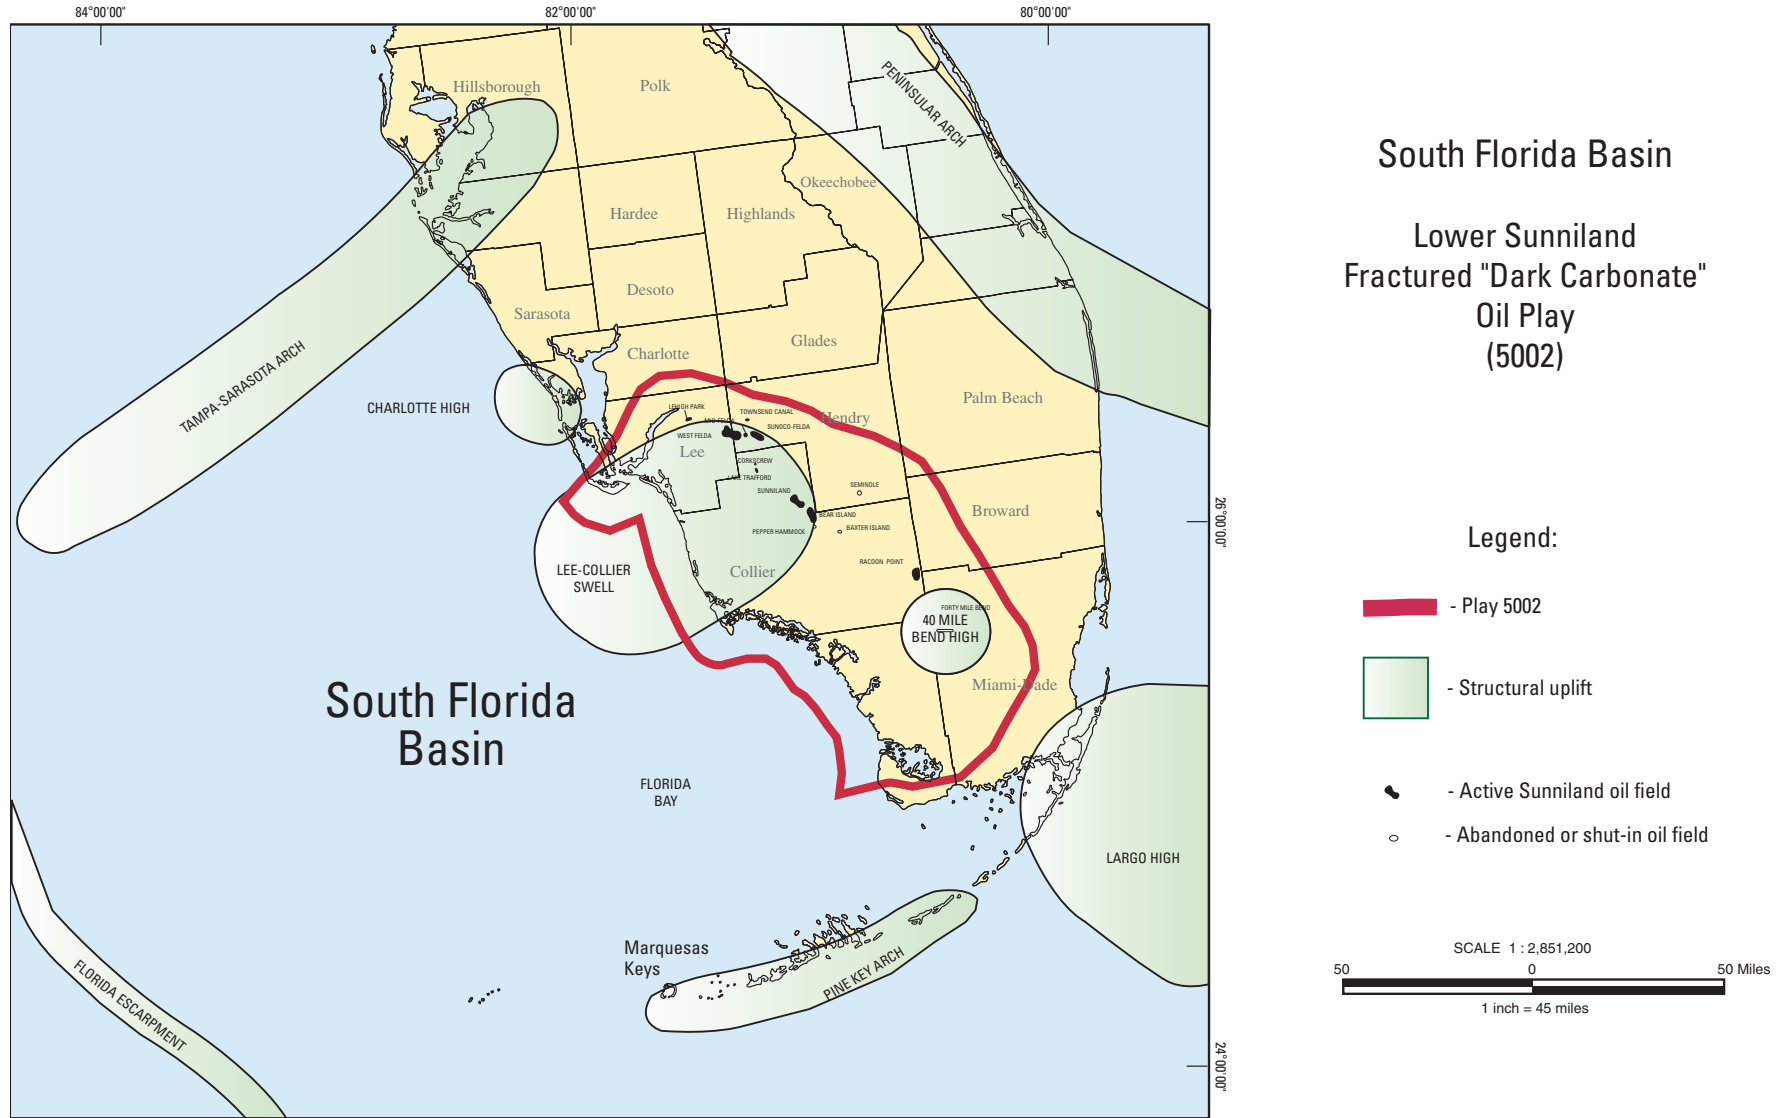 84°00'00"
82°00'00"
80°00'00"
Hillsborough
Polk
PENINSULAR ARCH
Okeechobee
Hardee
Highlands
Desoto
Sarasota
Glades
Charlotte
TAMPA-SARASOTA ARCH
CHARLOTTE HIGH
Palm Beach
LEHIGH PARK
TOWNSEND CANAL
Hendry
MID-FELDA
SUNOCO-FELDA
WEST FELDA
Lee
CORKSCREW
LAKE TRAFFORD
SUNNILAND
SEMINOLE
BEAR ISLAND
Broward
PEPPER HAMMOCK
BAXTER ISLAND
26°00'00"
RACOON POINT
LEE-COLLIER
SWELL
Collier
FORTY MILE BEND
40 MILE
BEND HIGH
Miami-Dade
South Florida
Basin
FLORIDA
BAY
LARGO HIGH
Marquesas
Keys
PINE KEY ARCH
FLORIDA ESCARPMENT
24°00'00"
South Florida Basin
Lower Sunniland
Fractured "Dark Carbonate"
Oil Play
(5002)
Legend:
- Play 5002
- Structural uplift
- Active Sunniland oil field
- Abandoned or shut-in oil field
SCALE 1 : 2,851,200
50 0 50 Miles
1 inch = 45 miles